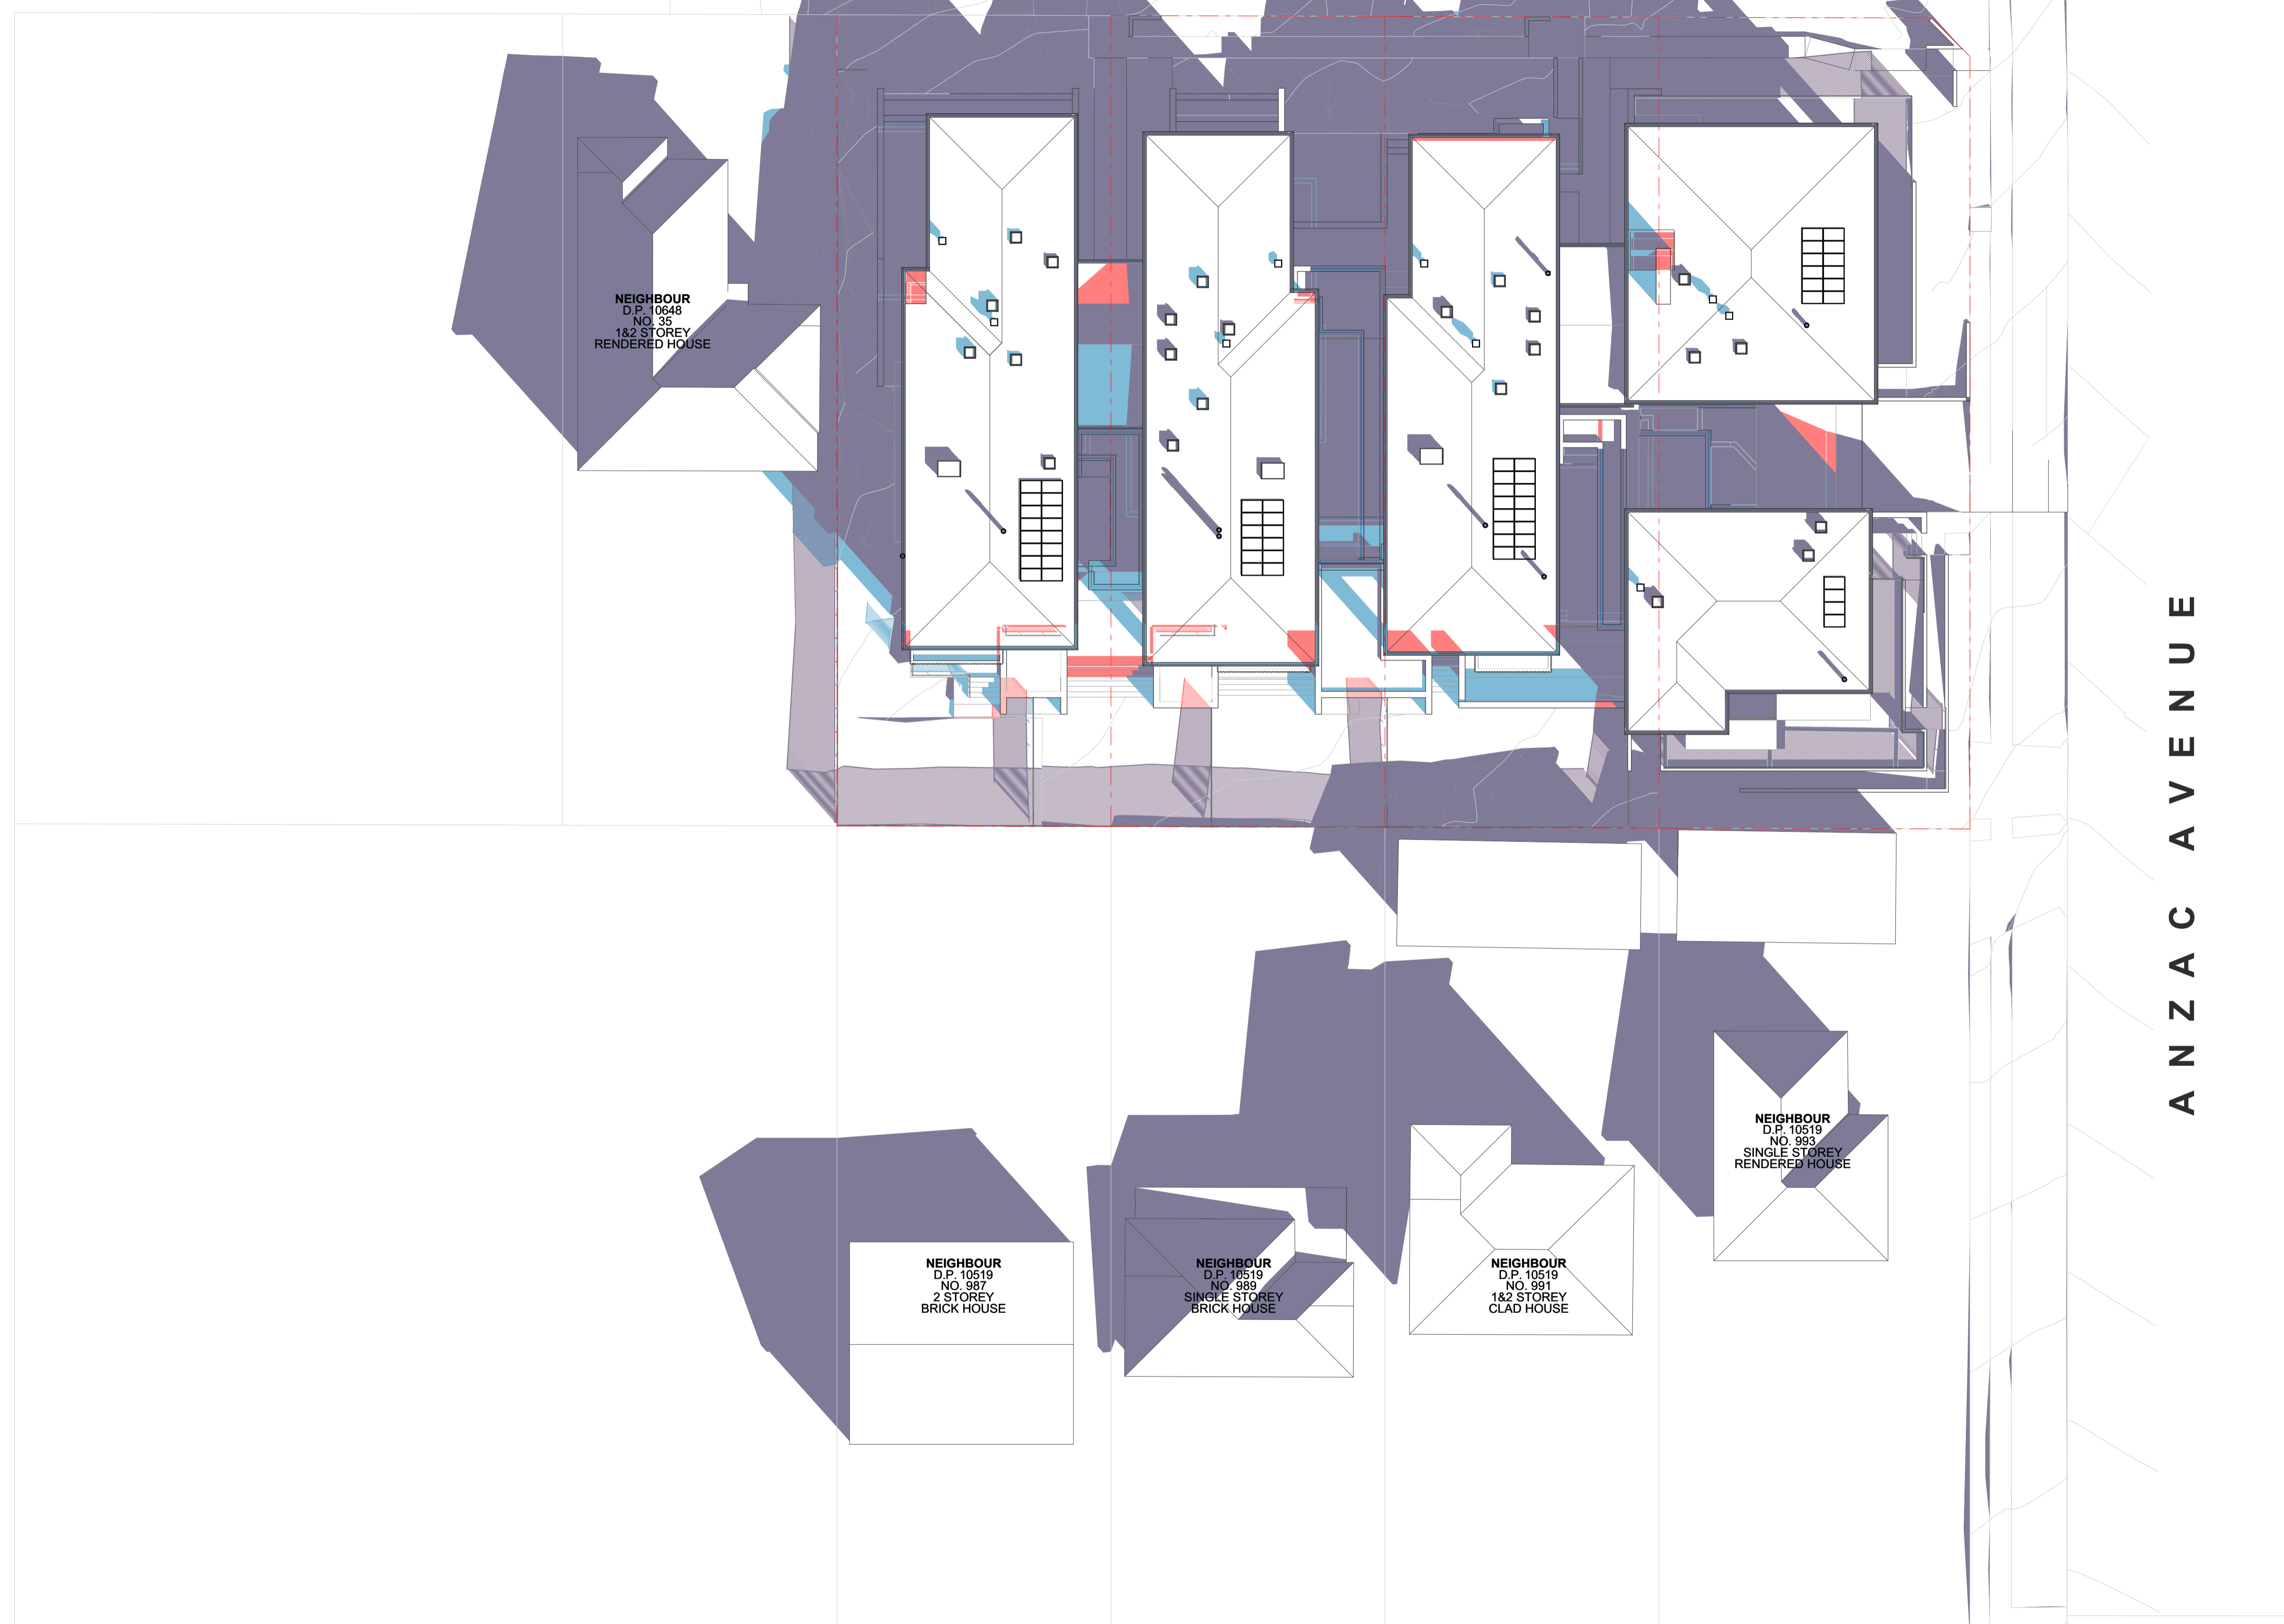 NEIGHBOUR
D.P. 10648
NO. 35
1&2 STOREY
RENDERED HOUSE
ANZAC AVENUE
NEIGHBOUR
D.P. 10519
NO. 993
SINGLE STOREY
RENDERED HOUSE
NEIGHBOUR
D.P. 10519
NO. 987
2 STOREY
BRICK HOUSE
NEIGHBOUR
D.P. 10519
NO. 989
SINGLE STOREY
BRICK HOUSE
NEIGHBOUR
D.P. 10519
NO. 991
1&2 STOREY
CLAD HOUSE